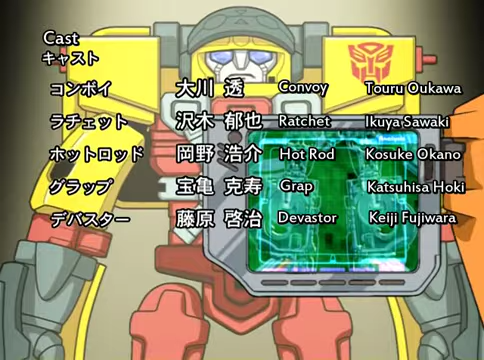 Cast
キャスト
コンボイ 大川 透 Convoy Touru Oukawa
ラチェット 沢木 郁也 Ratchet Ikuya Sawaki
ホットロッド 岡野 浩介 Hot Rod Kosuke Okano
グラップ 宝亀 克寿 Grap Katsuhisa Hoki
デバスター 藤原 啓治 Devastor Keiji Fujiwara